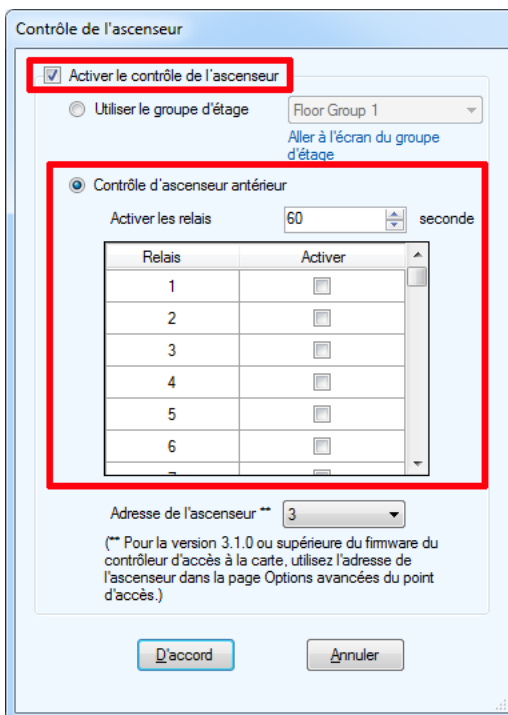 Contrôle de l'ascenseur
Activer le contrôle de l'ascenseur
Utiliser le groupe d'étage
Floor Group 1
Aller à l'écran du groupe
d'étage
Contrôle d'ascenseur antérieur
Activer les relais
60
seconde
Relais Activer
1
2
3
4
5
6
Adresse de l'ascenseur ** 3
(** Pour la version 3.1.0 ou supérieure du firmware du
contrôleur d'accès à la carte, utilisez l'adresse de
l'ascenseur dans la page Options avancées du point
d'accès.)
D'accord Annuler